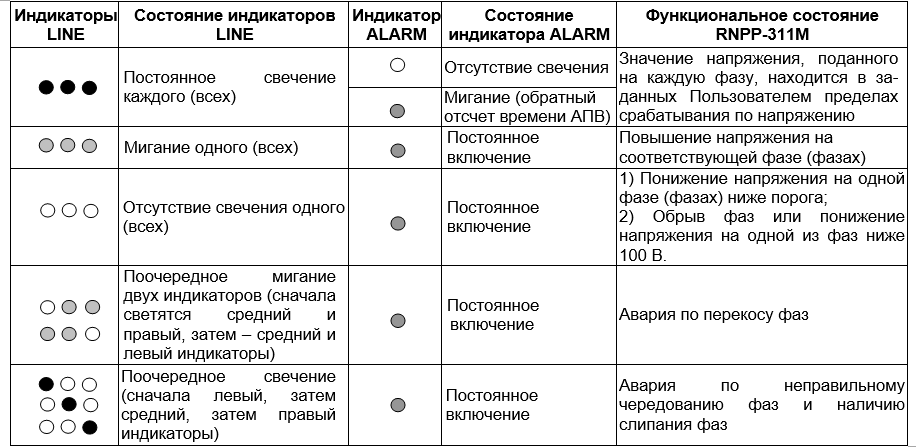 Индикаторы
LINE
Состояние индикаторов
LINE
Индикатор
ALARM
Состояние
индикатора ALARM
Функциональное состояние
RNPP-311M
Постоянное свечение
каждого (всех)
Отсутствие свечения
Мигание (обратный
отсчет времени АПВ)
Значение напряжения, поданного
на каждую фазу, находится в за-
данных Пользователем пределах
срабатывания по напряжению
Мигание одного (всех)
Постоянное
включение
Повышение напряжения на
соответствующей фазе (фазах)
Отсутствие свечения одного
(всех)
Постоянное
включение
1) Понижение напряжения на одной
фазе (фазах) ниже порога;
2) Обрыв фаз или понижение
напряжения на одной из фаз ниже
100 В.
Поочередное мигание
двух индикаторов (сначала
светятся средний и
правый, затем – средний и
левый индикаторы)
Постоянное
включение
Авария по перекосу фаз
Поочередное свечение
(сначала левый, затем
средний, затем правый
индикаторы)
Постоянное
включение
Авария по неправильному
чередованию фаз и наличию
слипания фаз